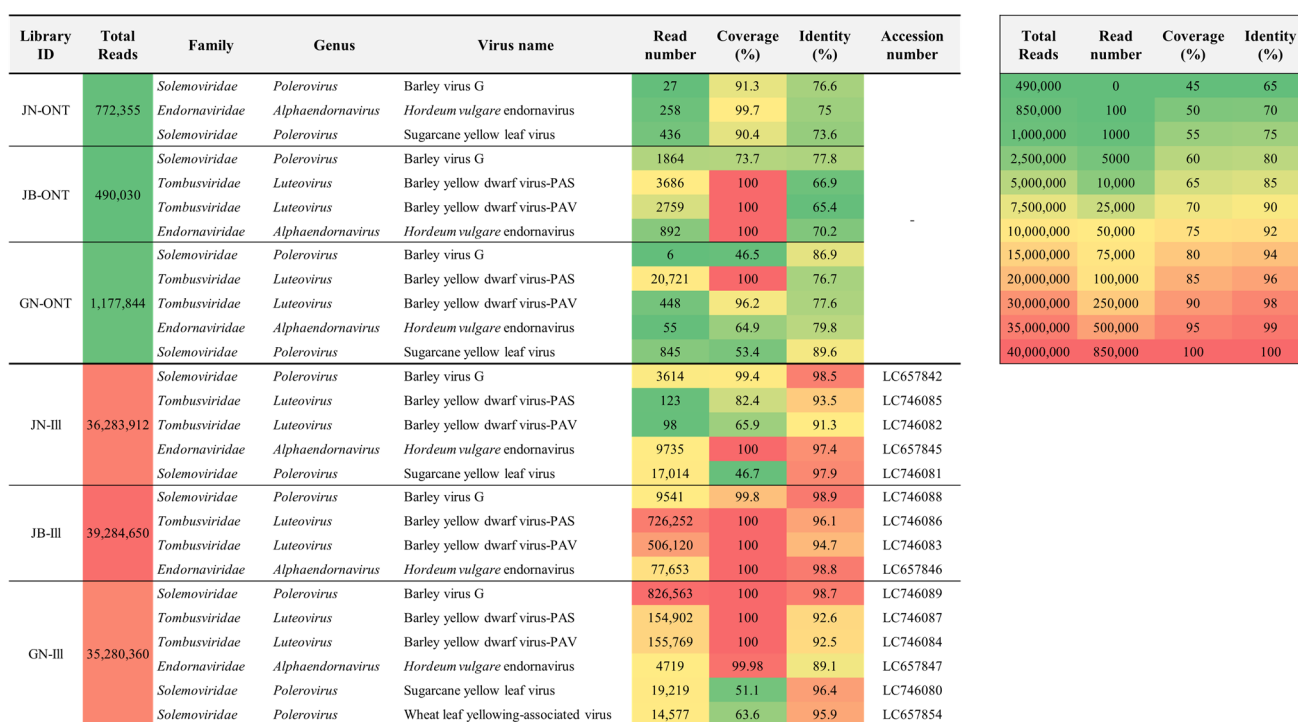 Library ID Total Reads Family Genus Virus name Read number Coverage (%) Identity (%) Accession number
JN-ONT 772,355 Solemoviridae Polerovirus Barley virus G 27 91.3 76.6 -
Endornaviridae Alphaendornavirus Hordeum vulgare endornavirus 258 99.7 75
Solemoviridae Polerovirus Sugarcane yellow leaf virus 436 90.4 73.6
JB-ONT 490,030 Solemoviridae Polerovirus Barley virus G 1864 73.7 77.8
Tombusviridae Luteovirus Barley yellow dwarf virus-PAS 3686 100 66.9
Tombusviridae Luteovirus Barley yellow dwarf virus-PAV 2759 100 65.4
Endornaviridae Alphaendornavirus Hordeum vulgare endornavirus 892 100 70.2
GN-ONT 1,177,844 Solemoviridae Polerovirus Barley virus G 6 46.5 86.9
Tombusviridae Luteovirus Barley yellow dwarf virus-PAS 20,721 100 76.7
Tombusviridae Luteovirus Barley yellow dwarf virus-PAV 448 96.2 77.6
Endornaviridae Alphaendornavirus Hordeum vulgare endornavirus 55 64.9 79.8
Solemoviridae Polerovirus Sugarcane yellow leaf virus 845 53.4 89.6
JN-Ill 36,283,912 Solemoviridae Polerovirus Barley virus G 3614 99.4 98.5 LC657842
Tombusviridae Luteovirus Barley yellow dwarf virus-PAS 123 82.4 93.5 LC746085
Tombusviridae Luteovirus Barley yellow dwarf virus-PAV 98 65.9 91.3 LC746082
Endornaviridae Alphaendornavirus Hordeum vulgare endornavirus 9735 100 97.4 LC657845
Solemoviridae Polerovirus Sugarcane yellow leaf virus 17,014 46.7 97.9 LC746081
JB-Ill 39,284,650 Solemoviridae Polerovirus Barley virus G 9541 99.8 98.9 LC746088
Tombusviridae Luteovirus Barley yellow dwarf virus-PAS 726,252 100 96.1 LC746086
Tombusviridae Luteovirus Barley yellow dwarf virus-PAV 506,120 100 94.7 LC746083
Endornaviridae Alphaendornavirus Hordeum vulgare endornavirus 77,653 100 98.8 LC657846
GN-Ill 35,280,360 Solemoviridae Polerovirus Barley virus G 826,563 100 98.7 LC746089
Tombusviridae Luteovirus Barley yellow dwarf virus-PAS 154,902 100 92.6 LC746087
Tombusviridae Luteovirus Barley yellow dwarf virus-PAV 155,769 100 92.5 LC746084
Endornaviridae Alphaendornavirus Hordeum vulgare endornavirus 4719 99.98 89.1 LC657847
Solemoviridae Polerovirus Sugarcane yellow leaf virus 19,219 51.1 96.4 LC746080
Solemoviridae Polerovirus Wheat leaf yellowing-associated virus 14,577 63.6 95.9 LC657854
Total Reads Read number Coverage (%) Identity (%)
490,000 0 45 65
850,000 100 50 70
1,000,000 1000 55 75
2,500,000 5000 60 80
5,000,000 10,000 65 85
7,500,000 25,000 70 90
10,000,000 50,000 75 92
15,000,000 75,000 80 94
20,000,000 100,000 85 96
30,000,000 250,000 90 98
35,000,000 500,000 95 99
40,000,000 850,000 100 100